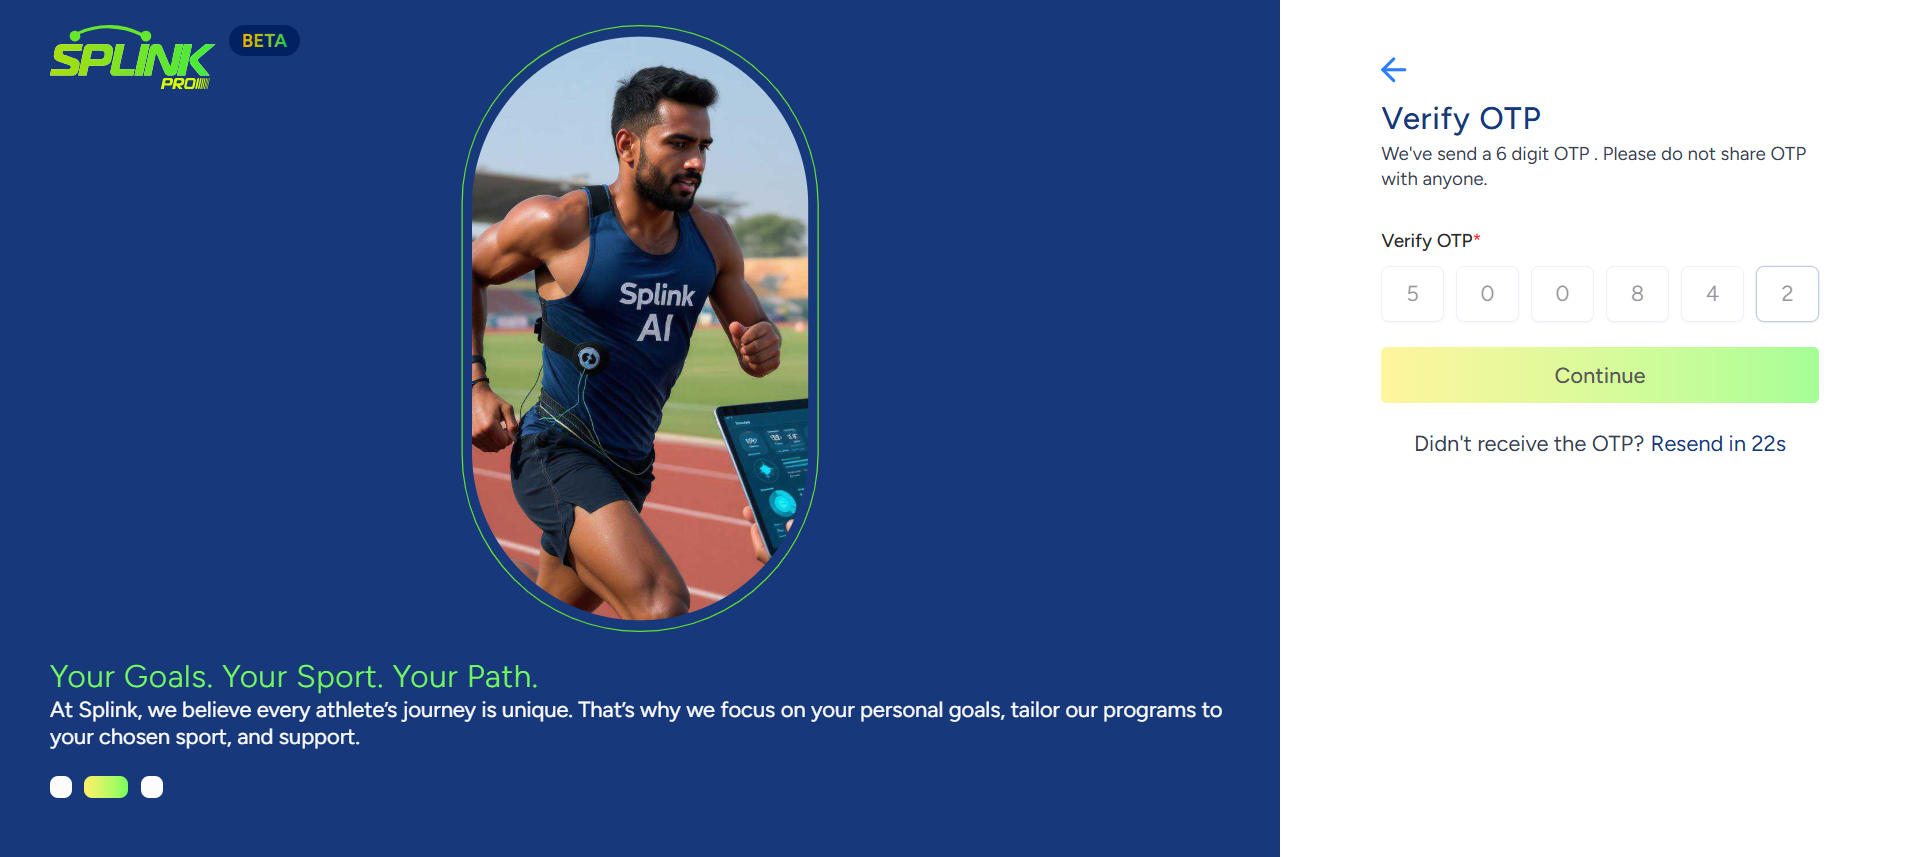 SPLINK
PRO
BETA
Splink
AI
Your Goals. Your Sport. Your Path.
At Splink, we believe every athlete’s journey is unique. That’s why we focus on your personal goals, tailor our programs to
your chosen sport, and support.
Verify OTP
We've send a 6 digit OTP . Please do not share OTP
with anyone.
Verify OTP*
5 0 0 8 4 2
Continue
Didn't receive the OTP? Resend in 22s